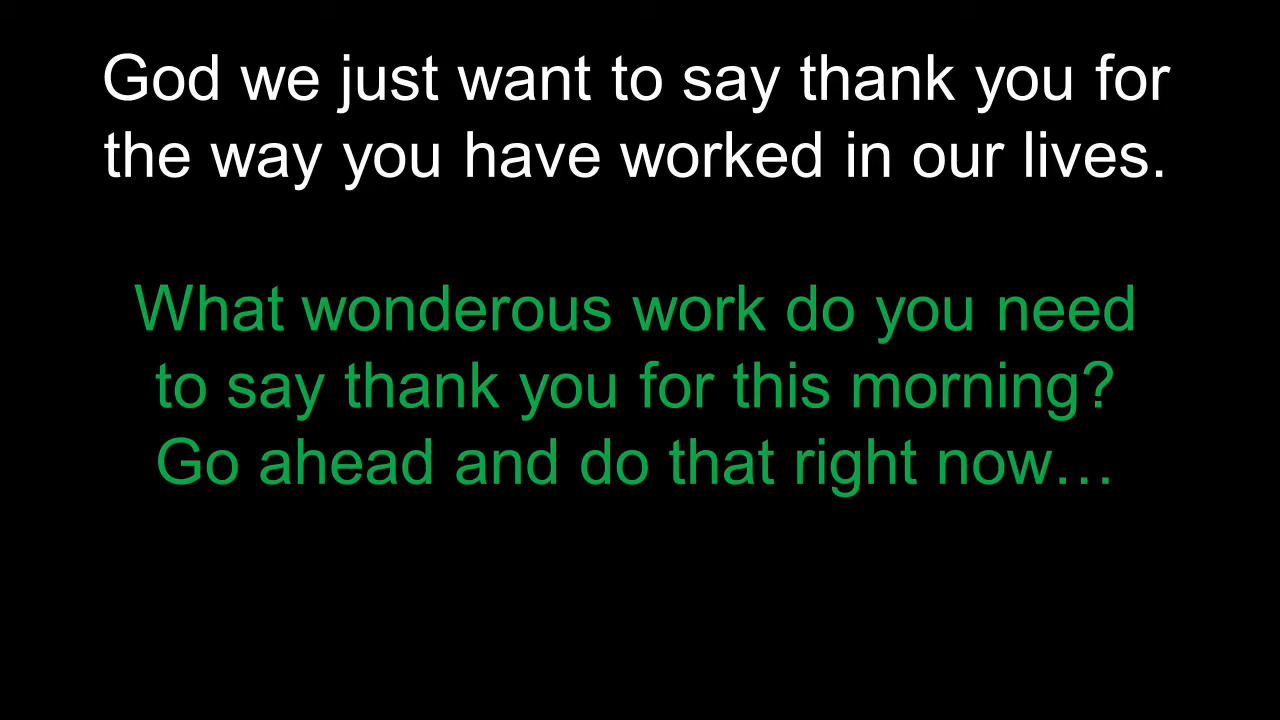 God we just want to say thank you for
the way you have worked in our lives.
What wonderous work do you need
to say thank you for this morning?
Go ahead and do that right now…